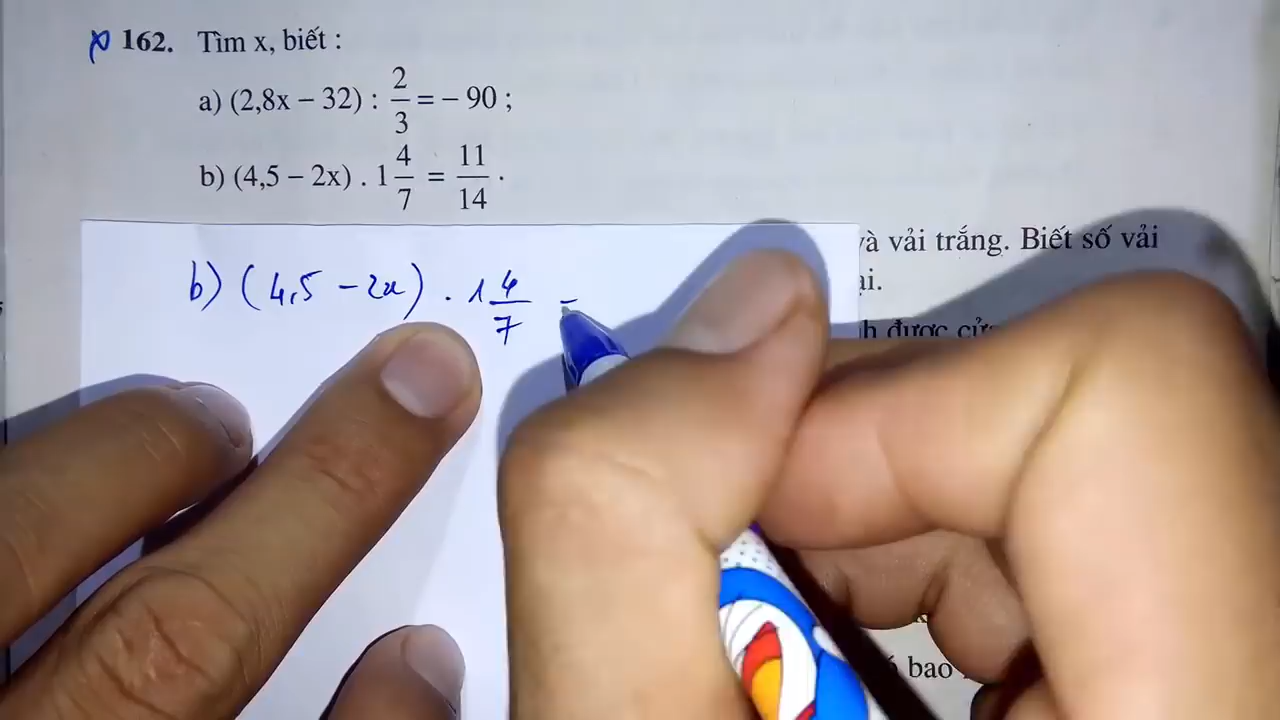 162. Tìm x, biết :
a) (2,8x – 32) : 2/3 = – 90 ;
b) (4,5 – 2x) . 1 4/7 = 11/14 .
và vải trắng. Biết số vải
b) (4,5 - 2x) . 1 4/7 =
được
bao